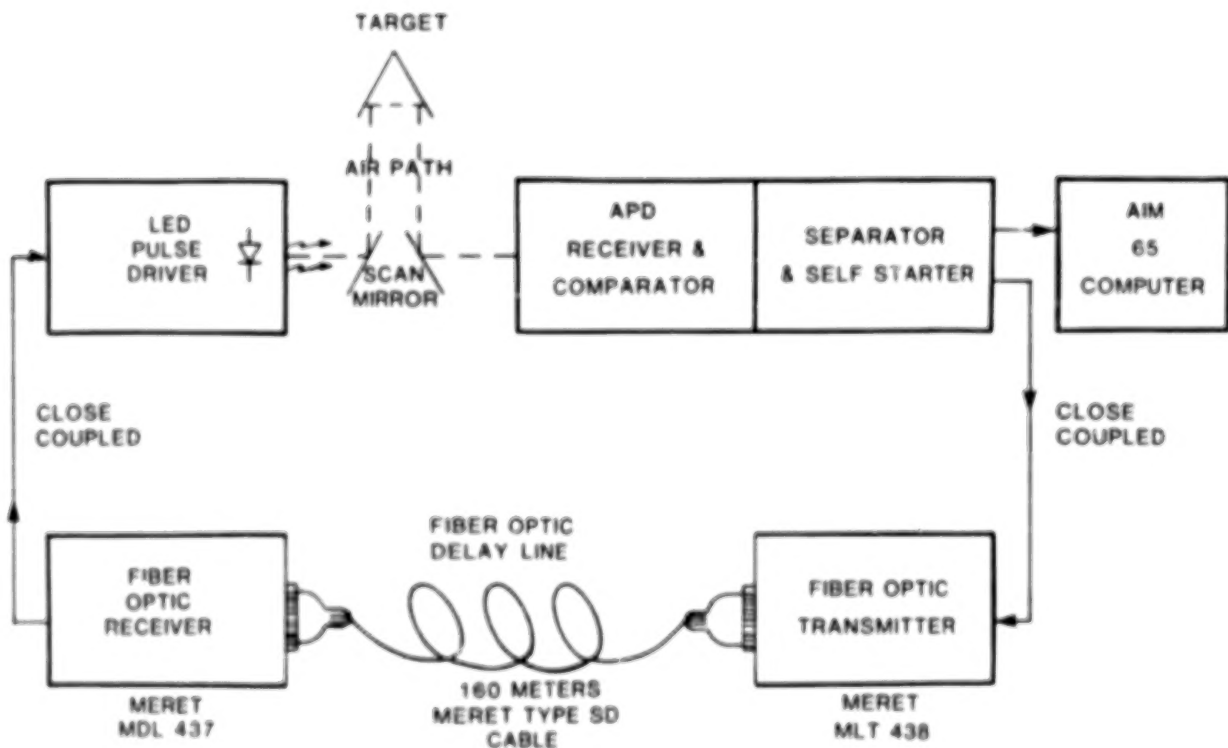 TARGET
AIR PATH
LED
PULSE
DRIVER
SCAN
MIRROR
APD
RECEIVER &
COMPARATOR
SEPARATOR
& SELF STARTER
AIM
65
COMPUTER
CLOSE
COUPLED
CLOSE
COUPLED
FIBER OPTIC
DELAY LINE
FIBER
OPTIC
RECEIVER
FIBER OPTIC
TRANSMITTER
160 METERS
MERET TYPE SD
CABLE
MERET
MDL 437
MERET
MLT 438